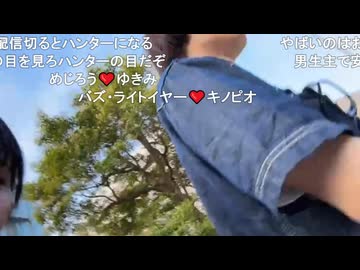 配信切るとハンターになる
やばいのはお
の目を見ろハンターの目だぞ
男生主で安
めじろう❤ゆきみ
バズ・ライトイヤー❤キノピオ